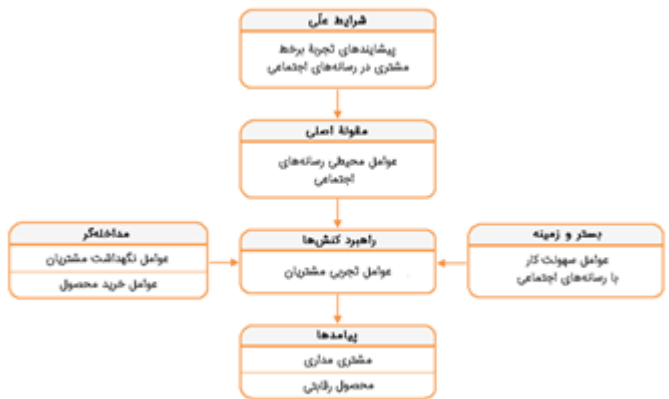 شرایط علّی
پیشایندهای تجربهٔ برخط
مشتری در رسانه‌های اجتماعی
مقولهٔ اصلی
عوامل محیطی رسانه‌های
اجتماعی
بستر و زمینه
عوامل سهولت کار
با رسانه‌های اجتماعی
راهبرد کنش‌ها
عوامل تجربی مشتریان
مداخله‌گر
عوامل نگهداشت مشتریان
عوامل خرید محصول
پیامدها
مشتری مداری
محصول رقابتی